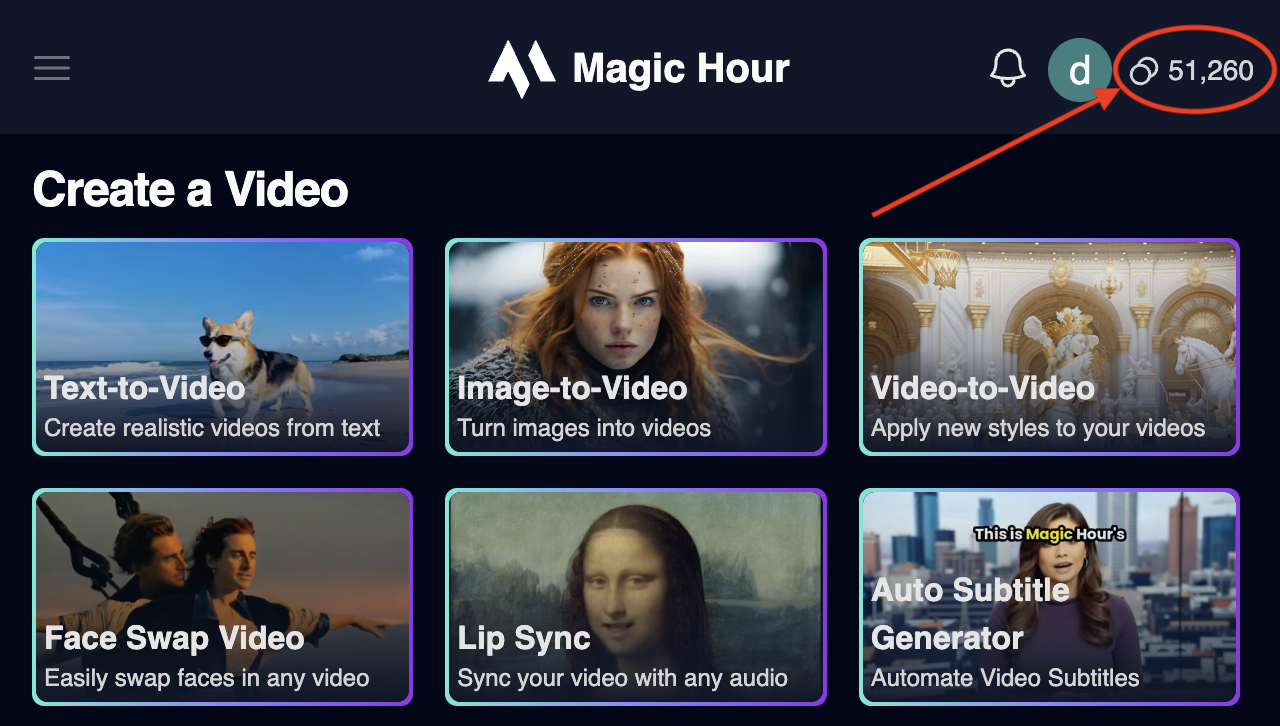 Magic Hour
d
51,260
Create a Video
Text-to-Video
Create realistic videos from text
Image-to-Video
Turn images into videos
Video-to-Video
Apply new styles to your videos
Face Swap Video
Easily swap faces in any video
Lip Sync
Sync your video with any audio
This is Magic Hour's
Auto Subtitle
Generator
Automate Video Subtitles